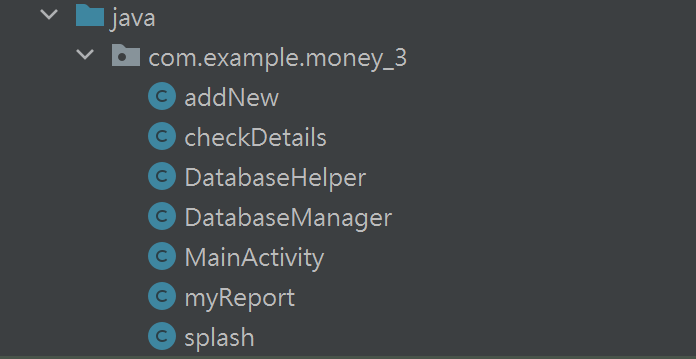 java
com.example.money_3
addNew
checkDetails
DatabaseHelper
DatabaseManager
MainActivity
myReport
splash